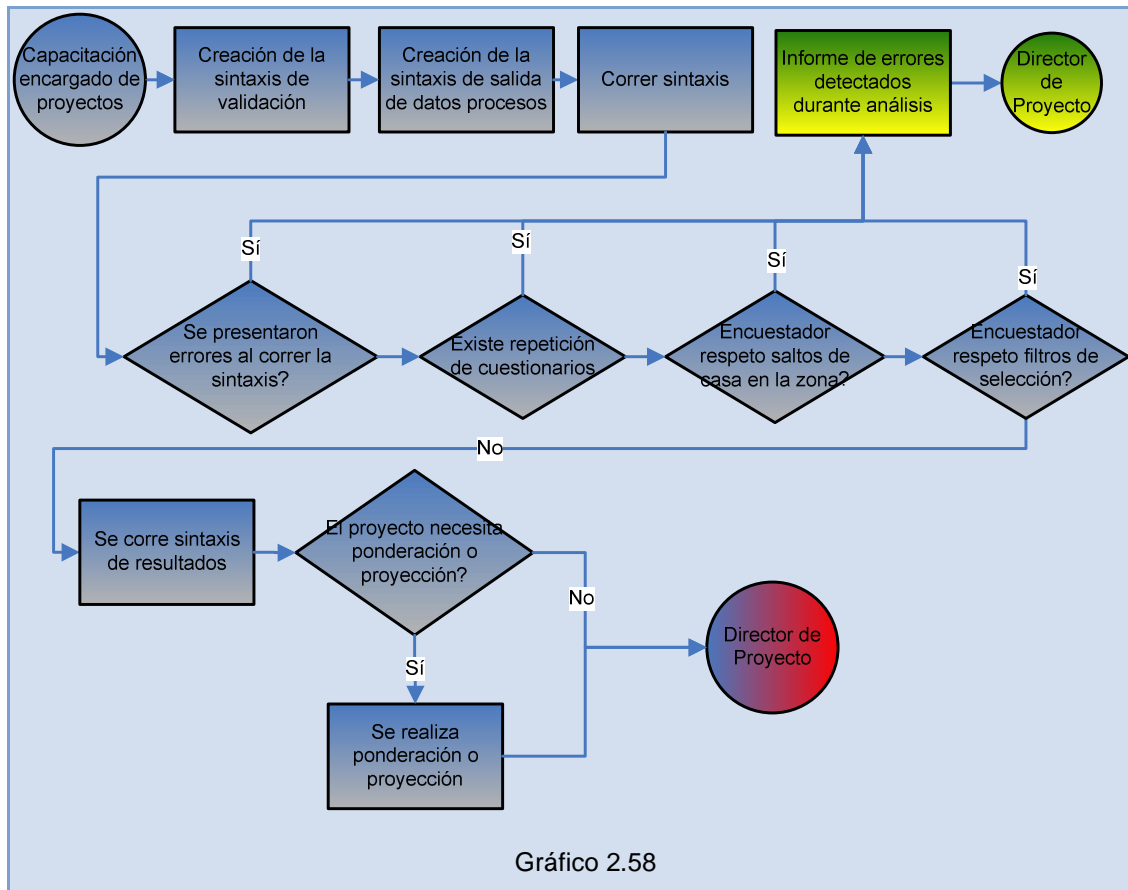 Capacitación
encargado de
proyectos
Creación de la
sintaxis de
validación
Creación de la
sintaxis de salida
de datos procesos
Correr sintaxis
Informe de errores
detectados
durante análisis
Director
de
Proyecto
Sí
Sí
Sí
Sí
Se presentaron
errores al correr la
sintaxis?
Existe repetición
de cuestionarios
Encuestador
respeto saltos de
casa en la zona?
Encuestador
respeto filtros de
selección?
No
Se corre sintaxis
de resultados
El proyecto necesita
ponderación o
proyección?
No
Sí
Director de
Proyecto
Se realiza
ponderación o
proyección
Gráfico 2.58